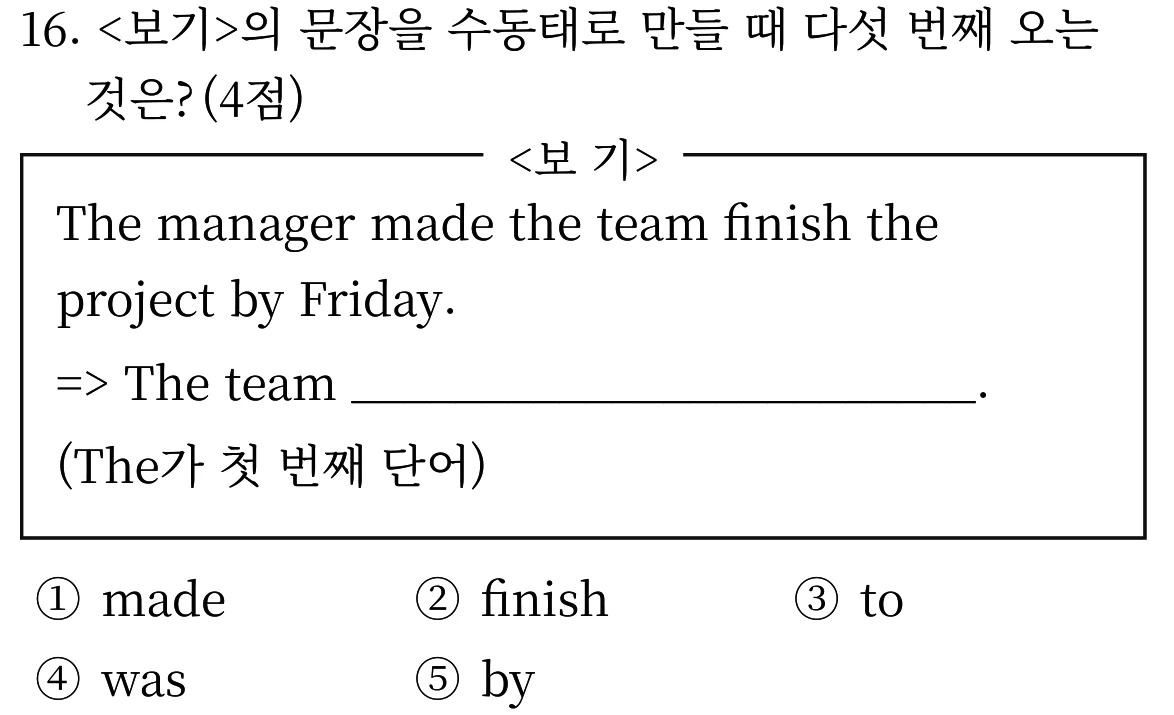 16. <보기>의 문장을 수동태로 만들 때 다섯 번째 오는
것은? (4점)
<보 기>
The manager made the team finish the
project by Friday.
=> The team ____________________.
(The가 첫 번째 단어)
① made ② finish ③ to
④ was ⑤ by